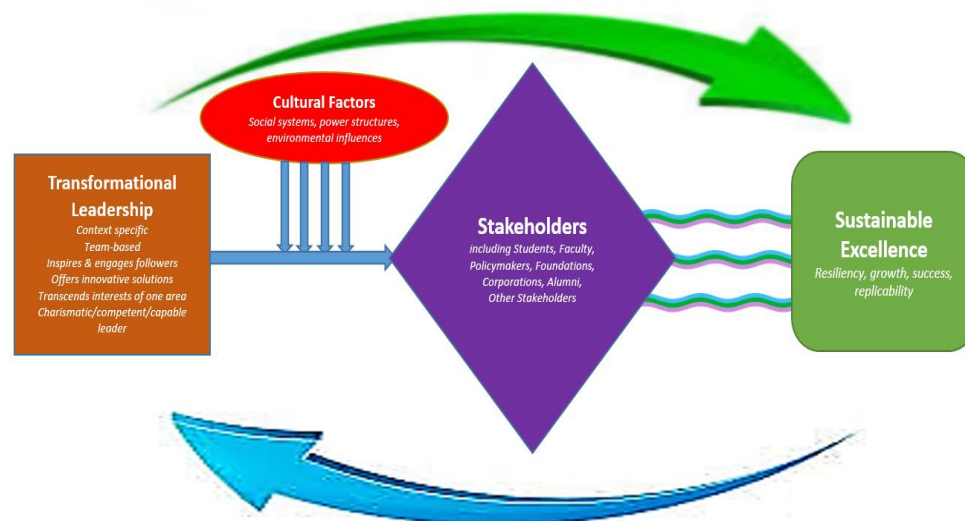 Cultural Factors
Social systems, power structures,
environmental influences
Transformational
Leadership
Context specific
Team-based
Inspires & engages followers
Offers innovative solutions
Transcends interests of one area
Charismatic/competent/capable
leader
Stakeholders
including Students, Faculty,
Policymakers, Foundations,
Corporations, Alumni,
Other Stakeholders
Sustainable
Excellence
Resiliency, growth, success,
replicability